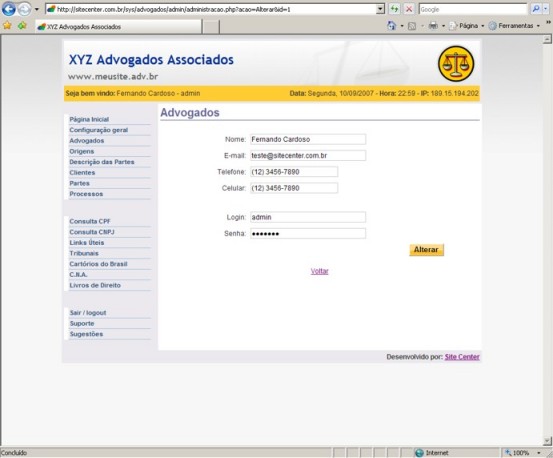 http://sitecenter.com.br/sys/advogados/admin/administracao.php?acao=Alterar&id=1
Google
XYZ Advogados Associados
Página
Ferramentas
XYZ Advogados Associados
www.meusite.adv.br
Seja bem vindo: Fernando Cardoso - admin
Data: Segunda, 10/09/2007 - Hora: 22:59 - IP: 189.15.194.202
Página Inicial
Configuração geral
Advogados
Origens
Descrição das Partes
Clientes
Partes
Processos
Consulta CPF
Consulta CNPJ
Links Úteis
Tribunais
Cartórios do Brasil
C.N.A.
Livros de Direito
Sair / logout
Suporte
Sugestões
Advogados
Nome: Fernando Cardoso
E-mail: teste@sitecenter.com.br
Telefone: (12) 3456-7890
Celular: (12) 3456-7890
Login: admin
Senha: •••••••
Alterar
Voltar
Desenvolvido por: Site Center
Concluído
Internet
100%